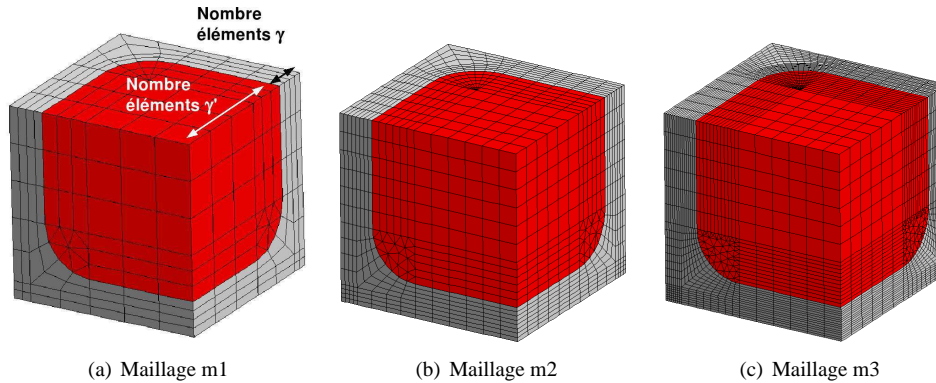 Nombre
éléments γ
Nombre
éléments γ'
(a) Maillage m1
(b) Maillage m2
(c) Maillage m3